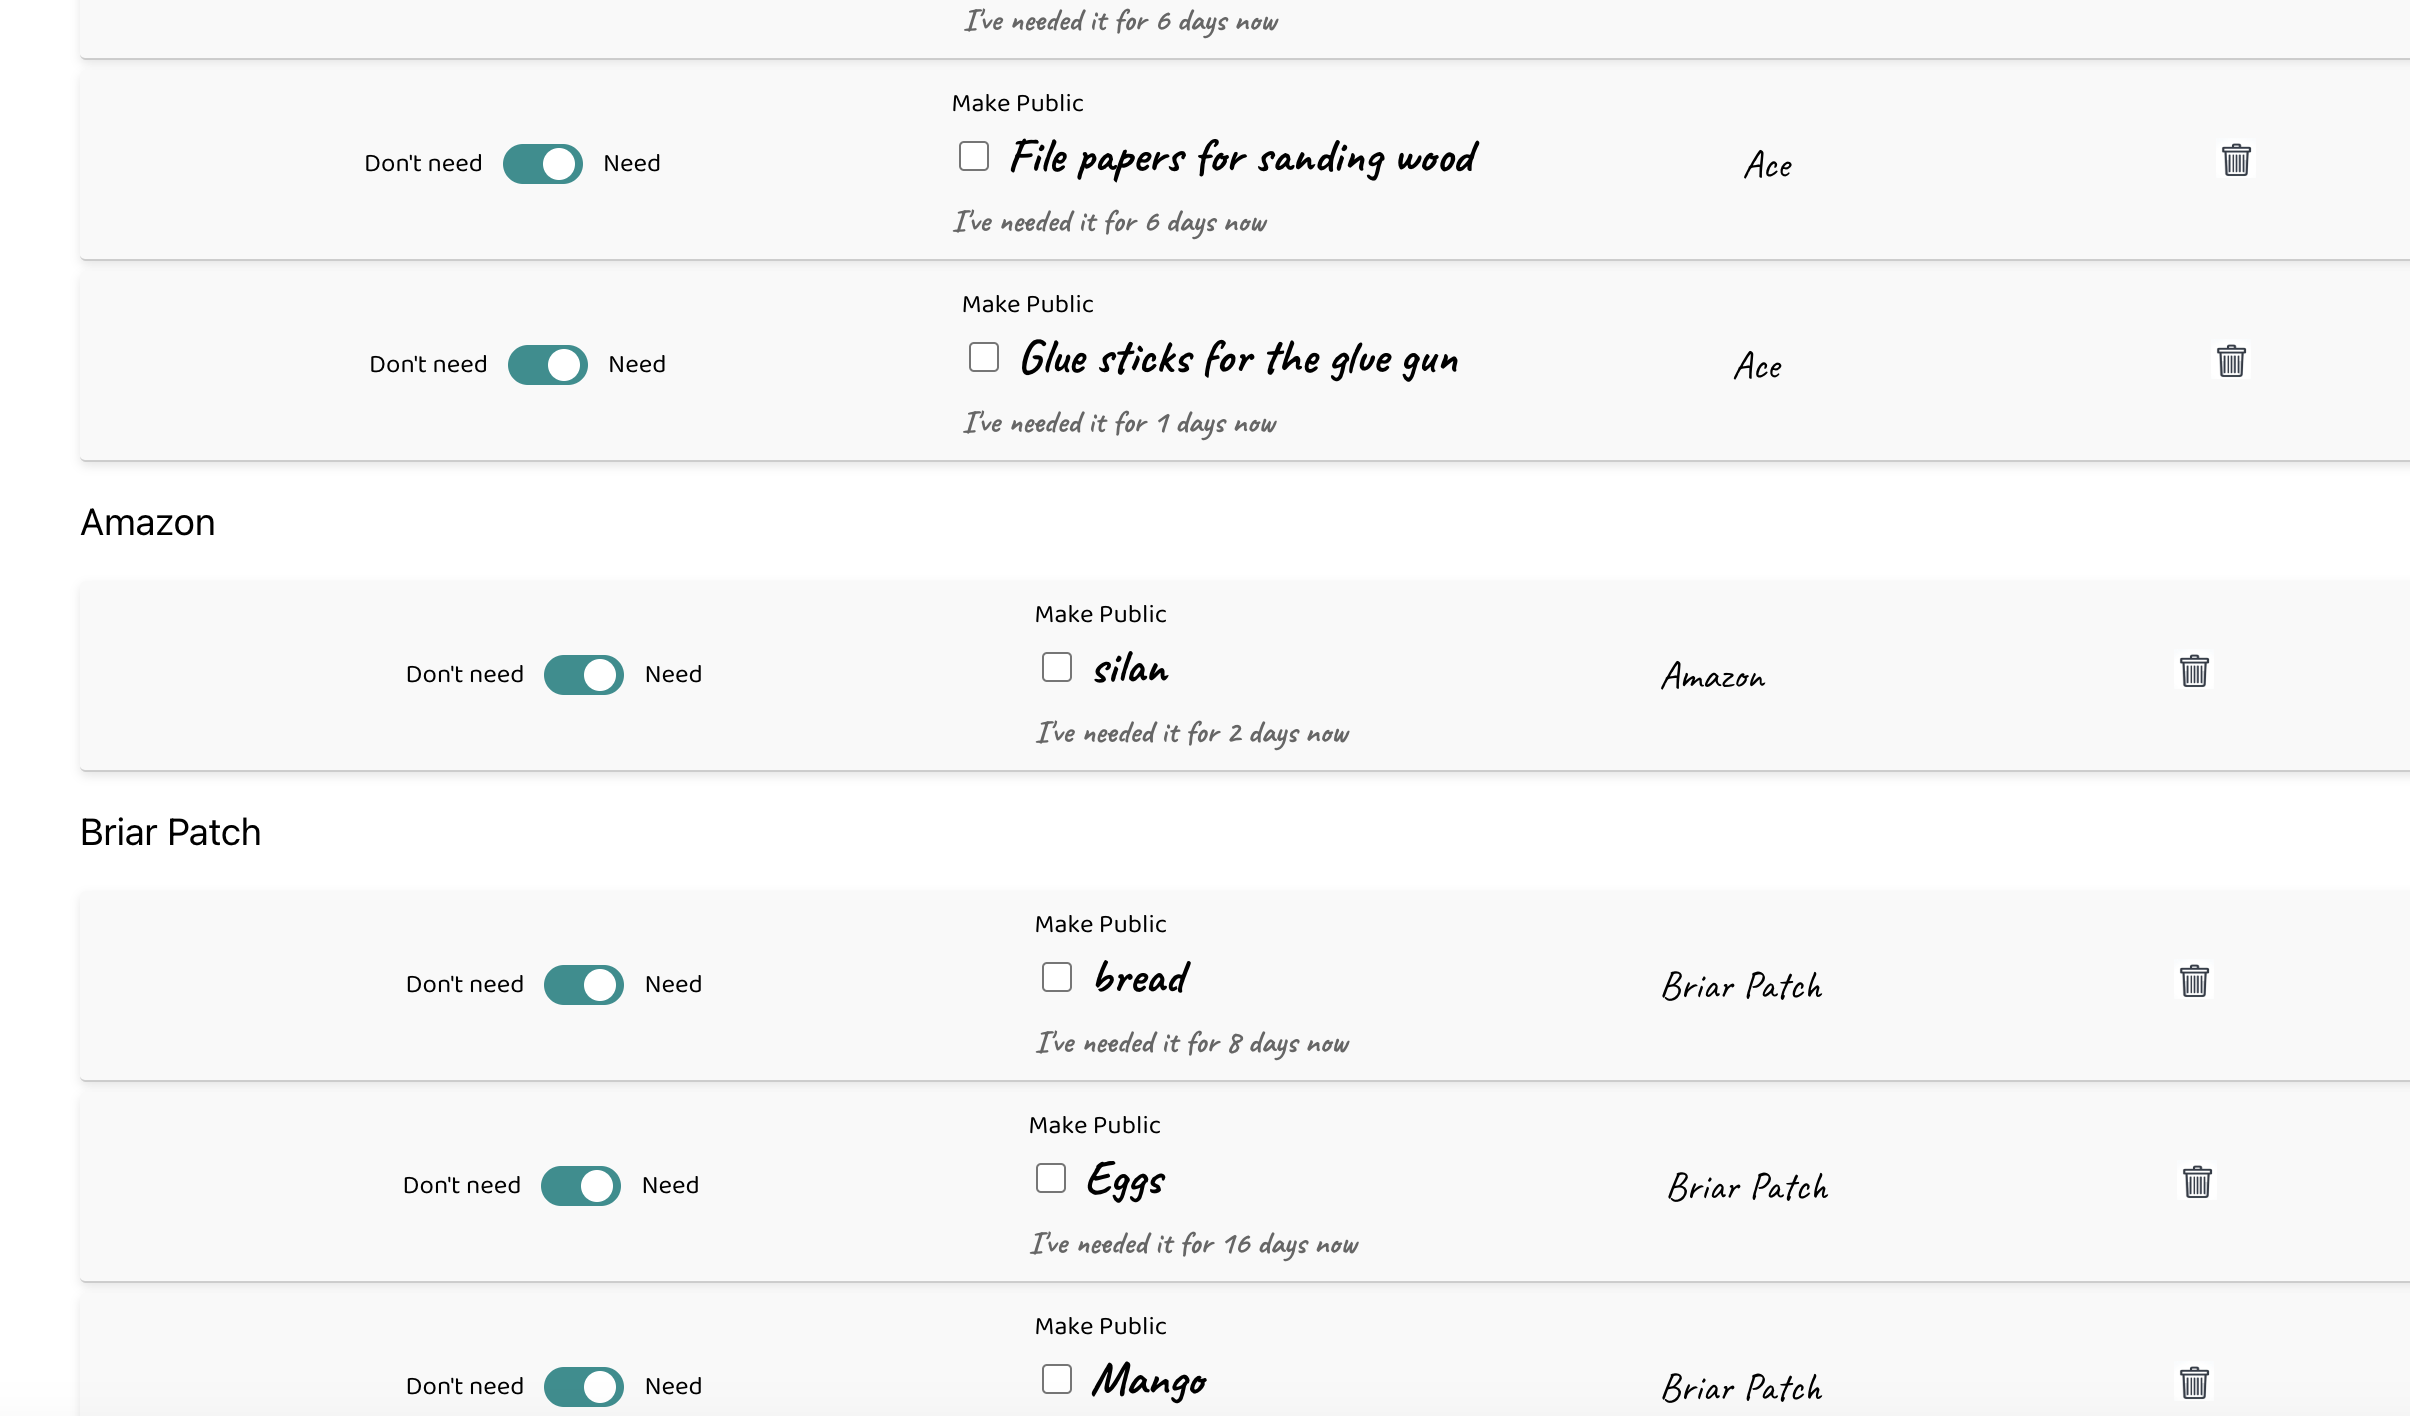 I've needed it for 6 days now
Make Public
Don't need Need File papers for sanding wood Ace
I've needed it for 6 days now
Make Public
Don't need Need Glue sticks for the glue gun Ace
I've needed it for 1 days now
Amazon
Make Public
Don't need Need silan Amazon
I've needed it for 2 days now
Briar Patch
Make Public
Don't need Need bread Briar Patch
I've needed it for 8 days now
Make Public
Don't need Need Eggs Briar Patch
I've needed it for 16 days now
Make Public
Don't need Need Mango Briar Patch